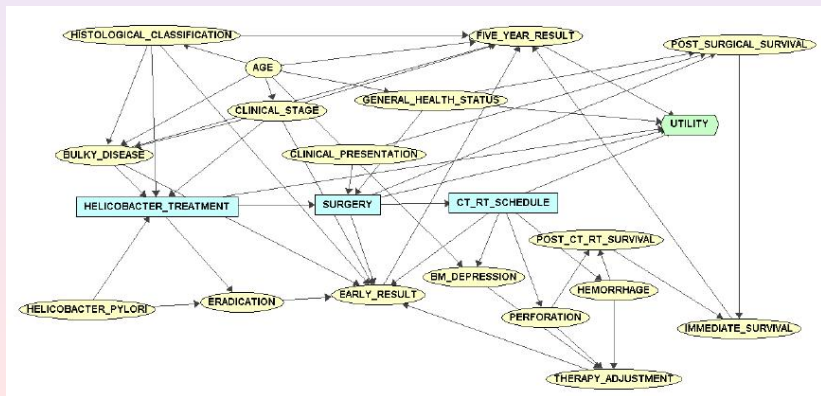 HISTOLOGICAL_CLASSIFICATION
FIVE_YEAR_RESULT
POST_SURGICAL_SURVIVAL
AGE
GENERAL_HEALTH_STATUS
CLINICAL_STAGE
UTILITY
BULKY_DISEASE
CLINICAL_PRESENTATION
HELICOBACTER_TREATMENT
SURGERY
CT_RT_SCHEDULE
POST_CT_RT_SURVIVAL
BM_DEPRESSION
HEMORRHAGE
EARLY_RESULT
ERADICATION
HELICOBACTER_PYLORI
PERFORATION
IMMEDIATE_SURVIVAL
THERAPY_ADJUSTMENT